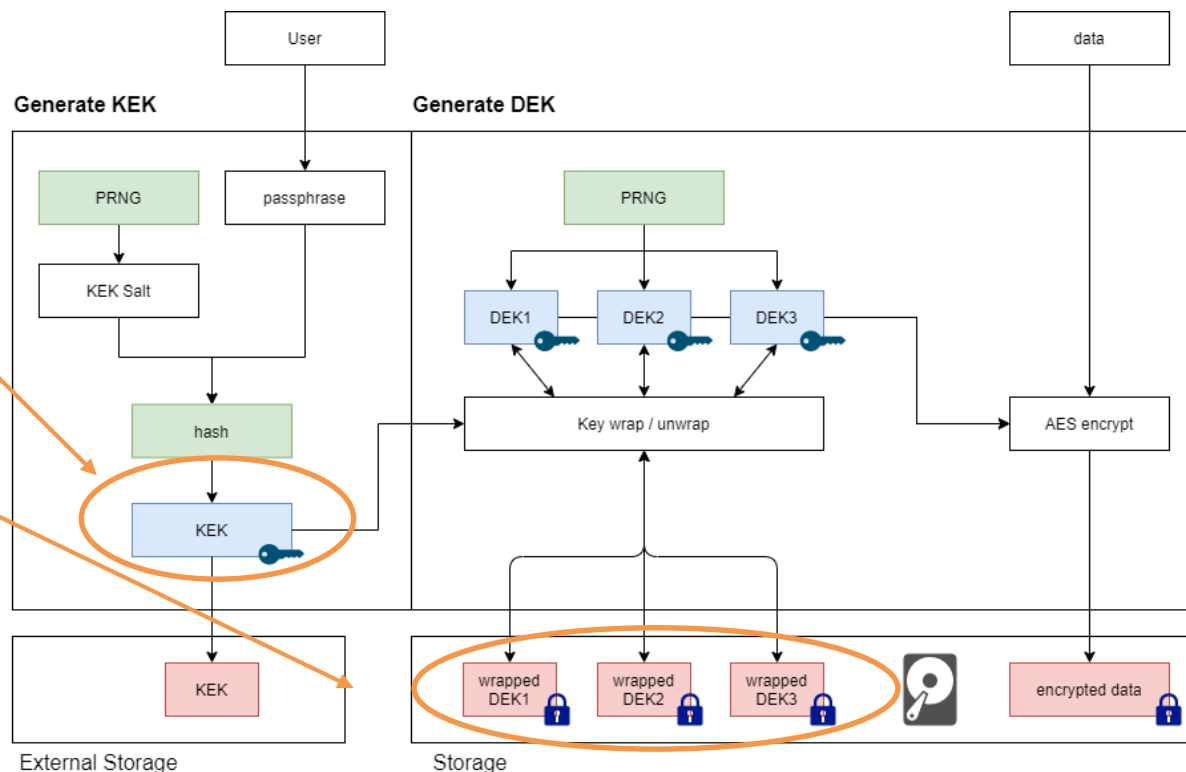 User
data
Generate KEK
Generate DEK
PRNG
passphrase
PRNG
KEK Salt
DEK1
DEK2
DEK3
hash
Key wrap / unwrap
AES encrypt
KEK
KEK
wrapped
DEK1
wrapped
DEK2
wrapped
DEK3
encrypted data
External Storage
Storage